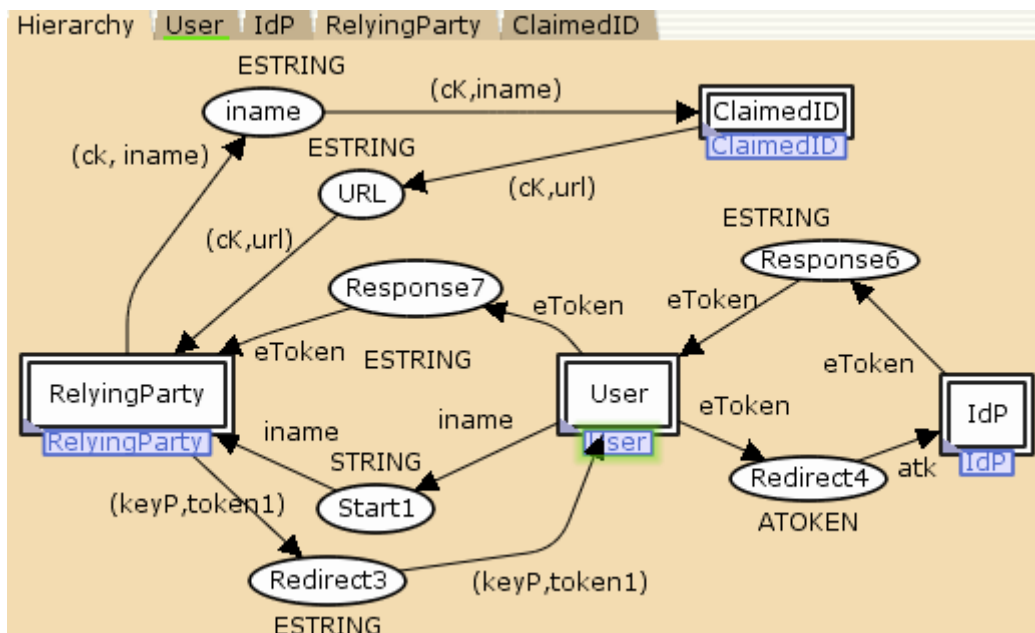 Hierarchy User IdP RelyingParty ClaimedID
ESTRING
(cK,iname)
iname
ClaimedID
ClaimedID
(ck, iname)
ESTRING
URL
(cK,url)
ESTRING
(cK,url)
Response6
Response7
eToken
eToken
eToken
ESTRING
eToken
RelyingParty
User
IdP
eToken
iname
iname
RelyingParty
User
STRING
IdP
atk
Redirect4
(keyP,token1)
Start1
ATOKEN
Redirect3
(keyP,token1)
ESTRING